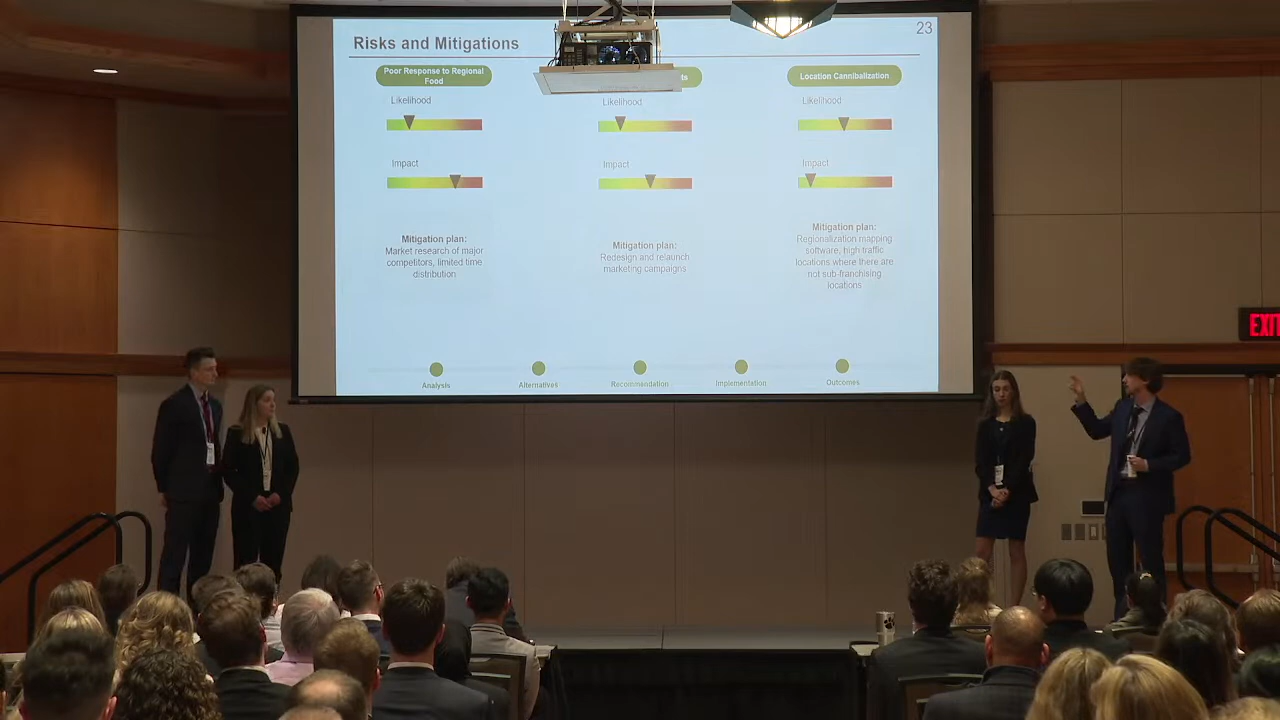 23
Risks and Mitigations
Poor Response to Regional
Food
Location Cannibalization
Likelihood
Likelihood
Likelihood
Impact
Impact
Impact
Mitigation plan:
Market research of major
competitors, limited time
distribution
Mitigation plan:
Redesign and relaunch
marketing campaigns
Mitigation plan:
Regionalization mapping
software, high traffic
locations where there are
not sub-franchising
locations
Analysis
Alternatives
Recommendation
Implementation
Outcomes
EXIT